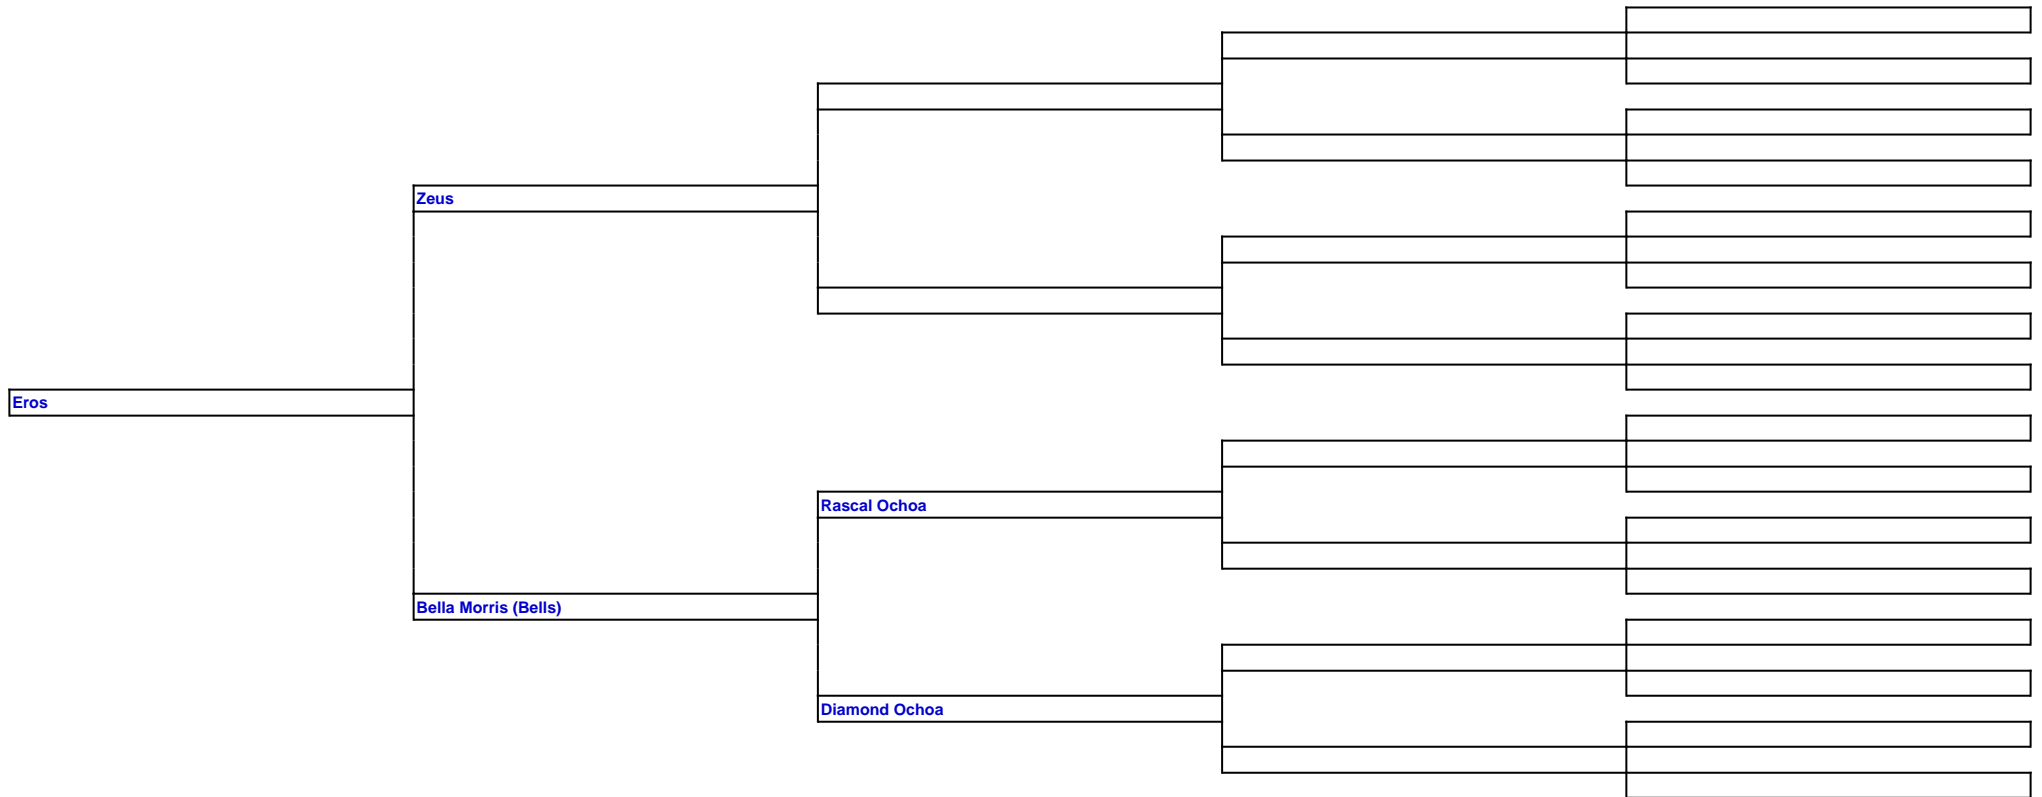 Zeus
Eros
Rascal Ochoa
Bella Morris (Bells)
Diamond Ochoa